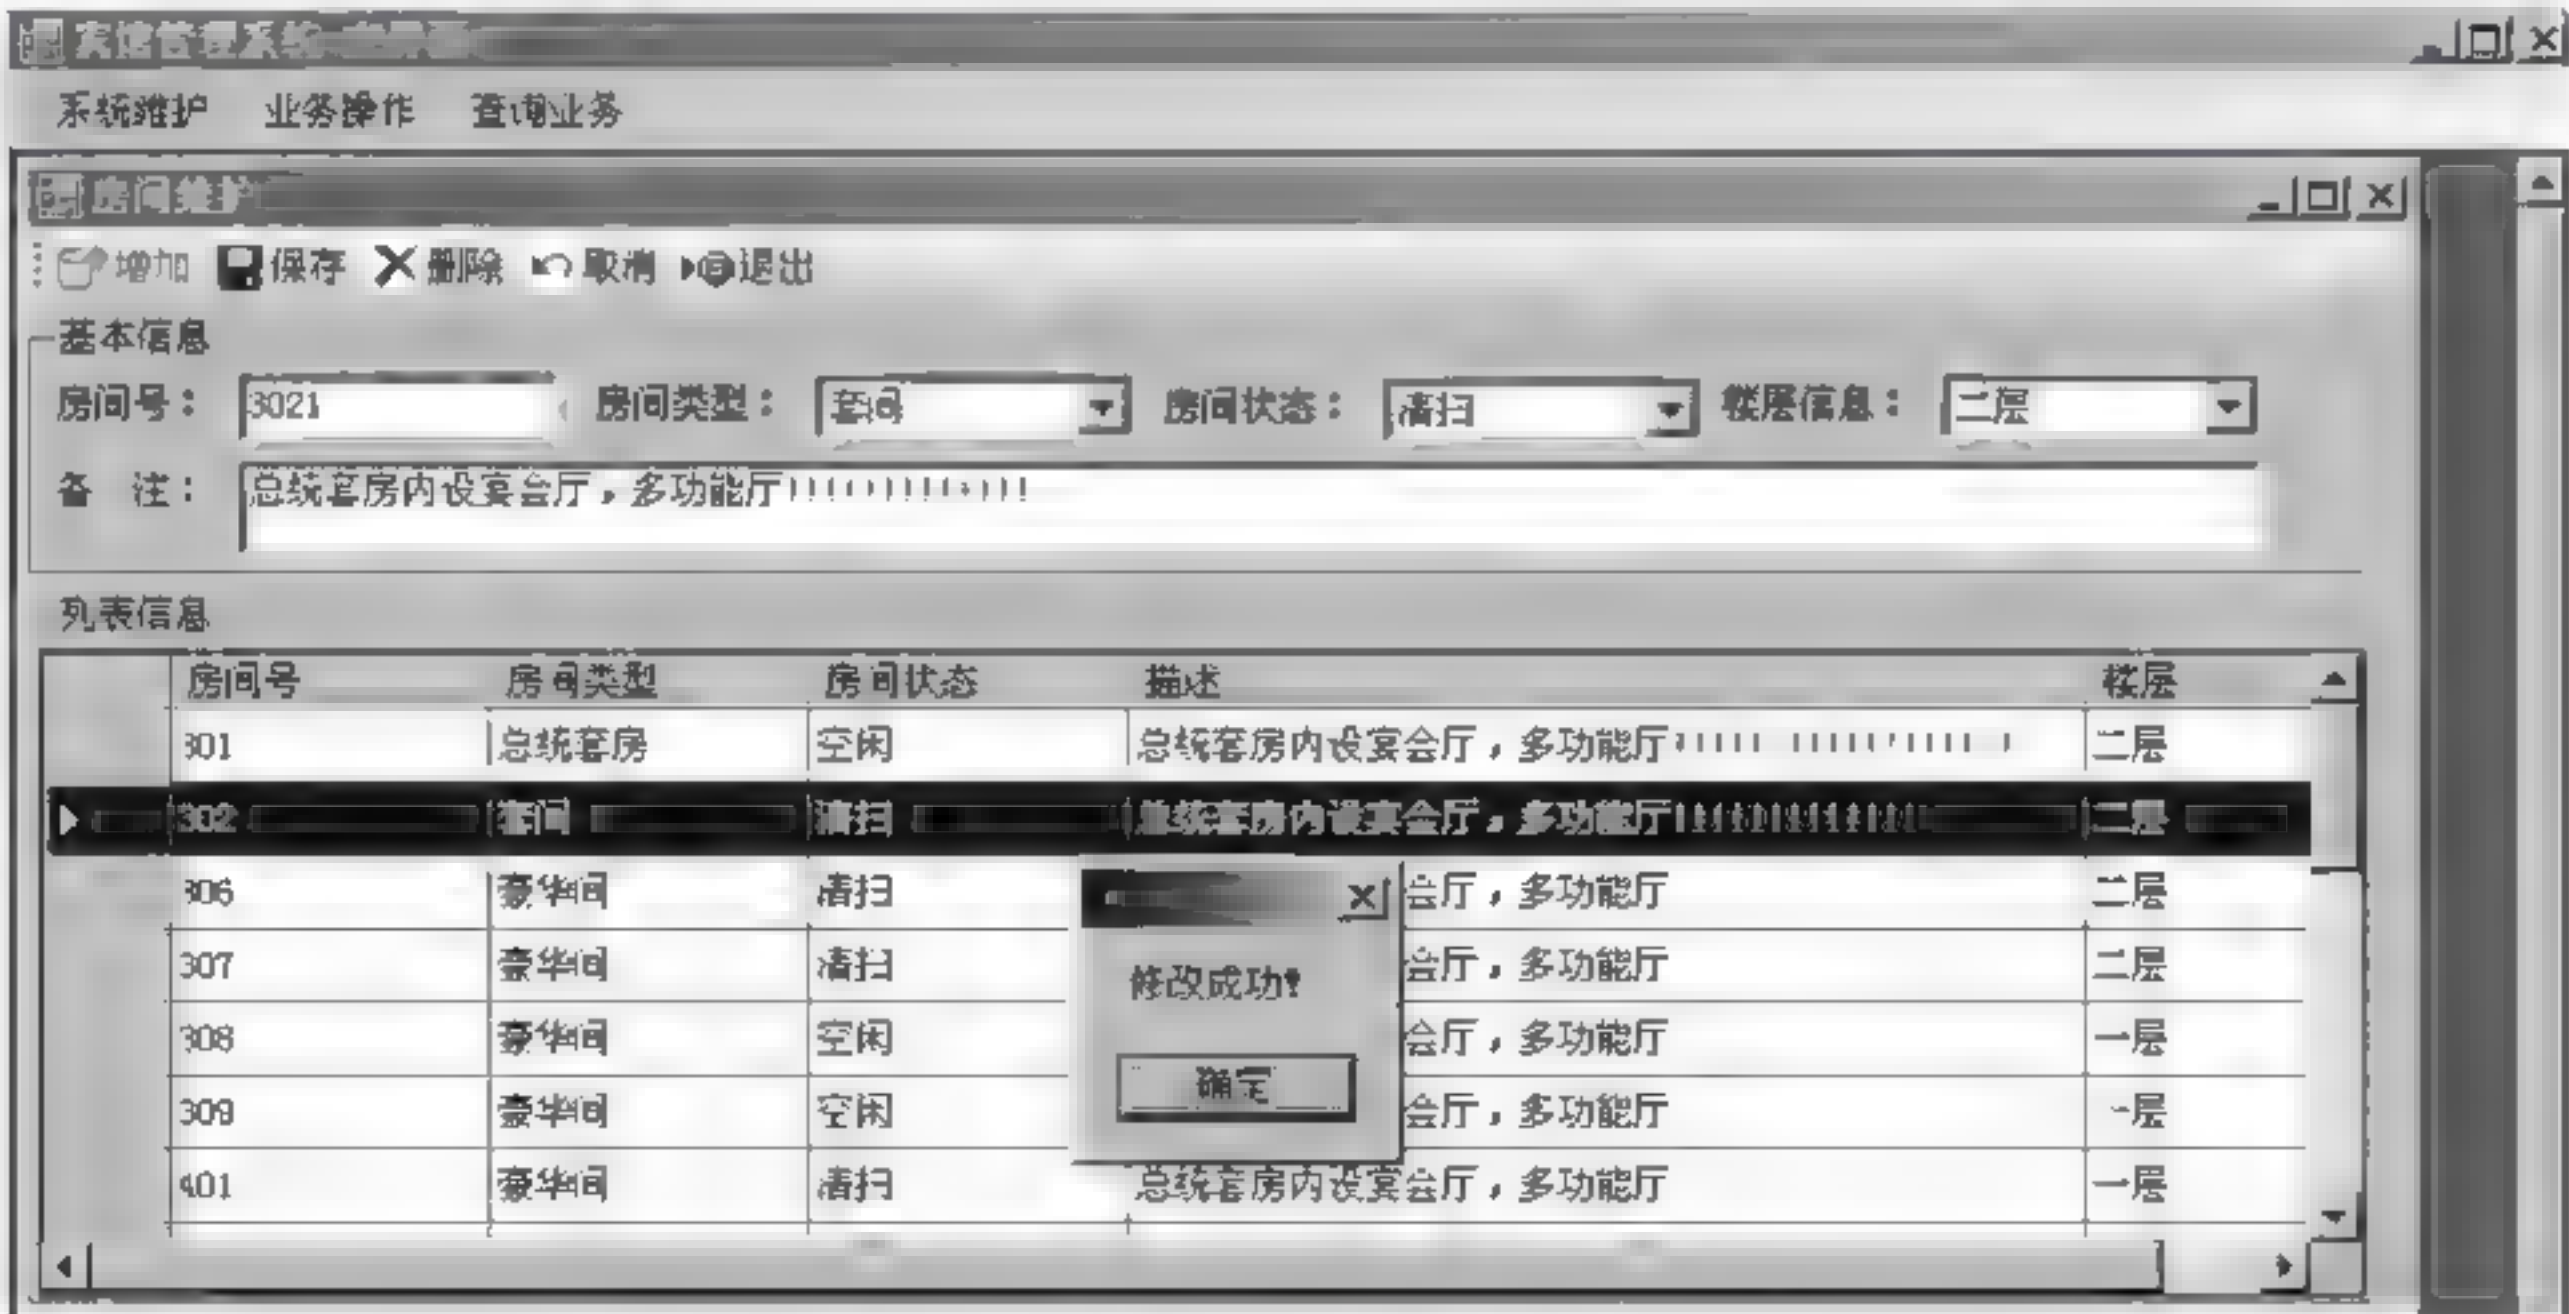 宾馆管理系统
系统维护 业务操作 查询业务
房间维护
增加 保存 删除 取消 退出
基本信息
房间号： 3021 房间类型： 套间 房间状态： 清扫 楼层信息： 二层
备 注： 总统套房内设宴会厅，多功能厅
列表信息
房间号 房间类型 房间状态 描述 楼层
301 总统套房 空闲 总统套房内设宴会厅，多功能厅 二层
302 套间 清扫 总统套房内设宴会厅，多功能厅 二层
306 豪华间 清扫 会厅，多功能厅 二层
307 豪华间 清扫 会厅，多功能厅 二层
308 豪华间 空闲 会厅，多功能厅 一层
309 豪华间 空闲 会厅，多功能厅 一层
401 豪华间 清扫 总统套房内设宴会厅，多功能厅 一层
修改成功!
确定